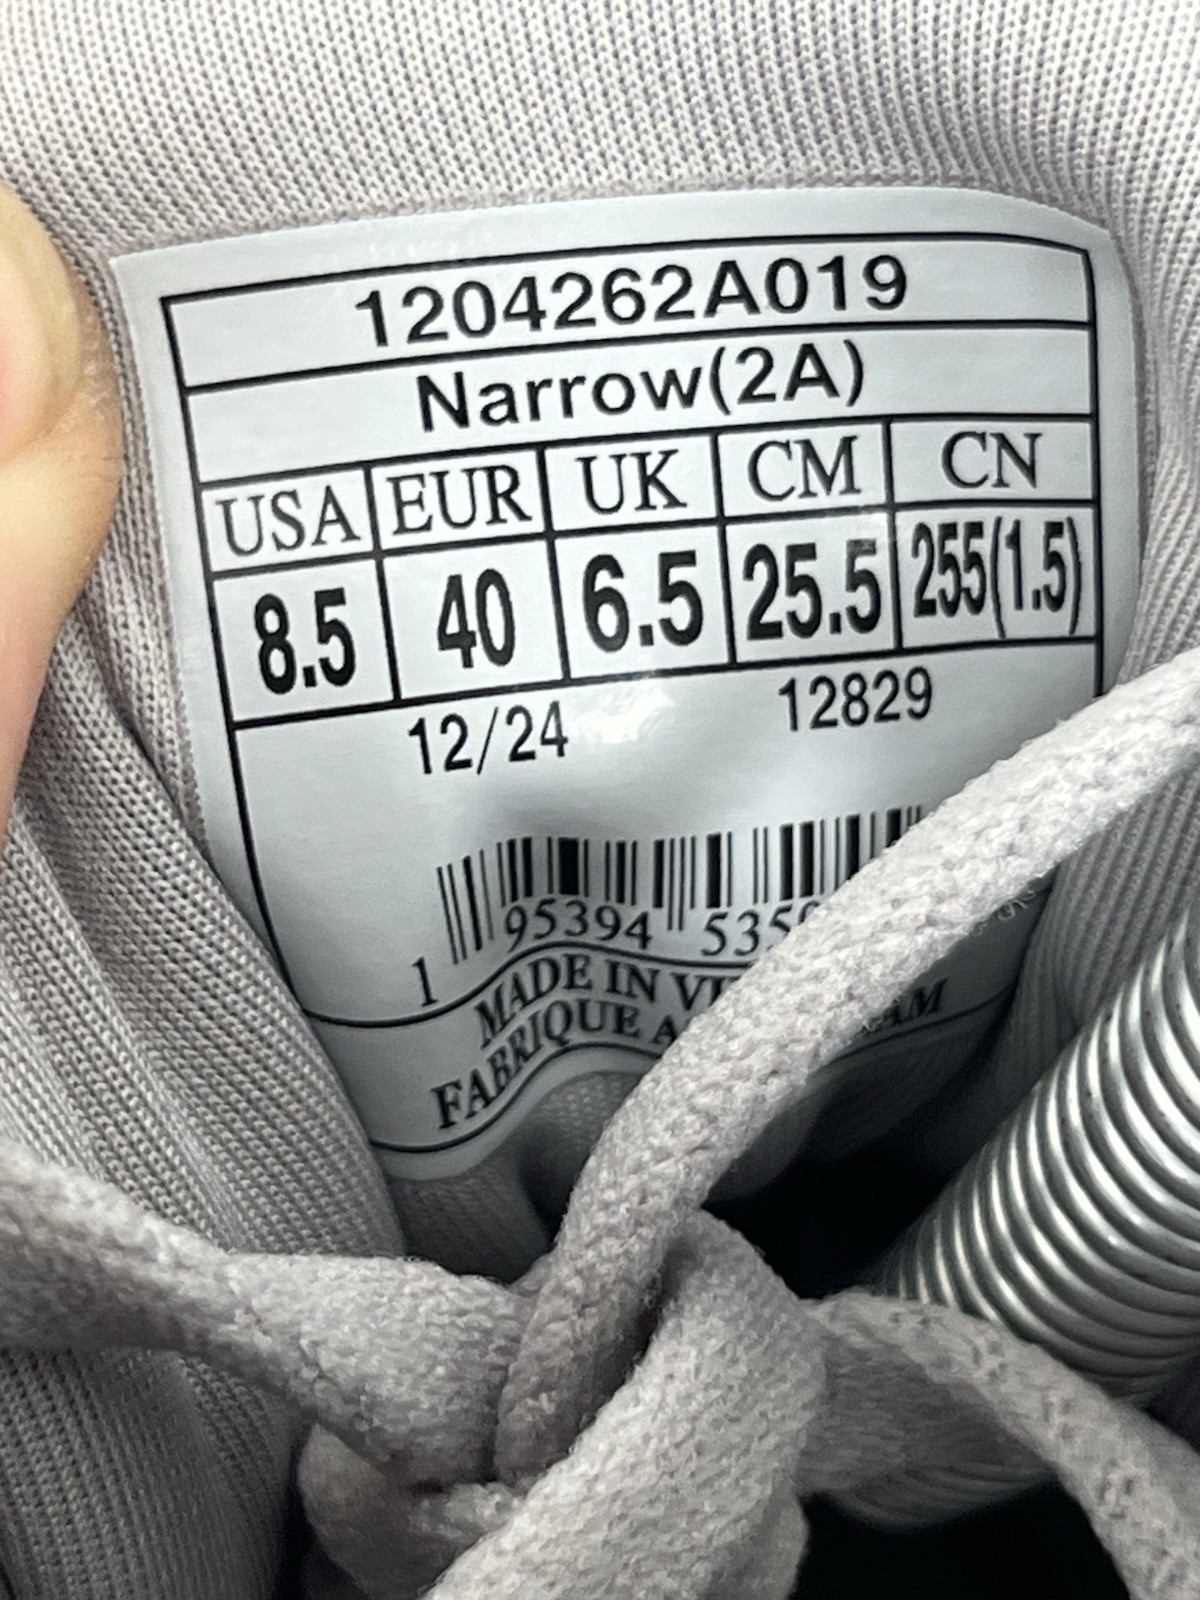 1204262A019
Narrow(2A)
USA EUR UK CM CN
8.5 40 6.5 25.5 255(1.5)
12/24 12829
1 95394 535
MADE IN
FABRIQUE